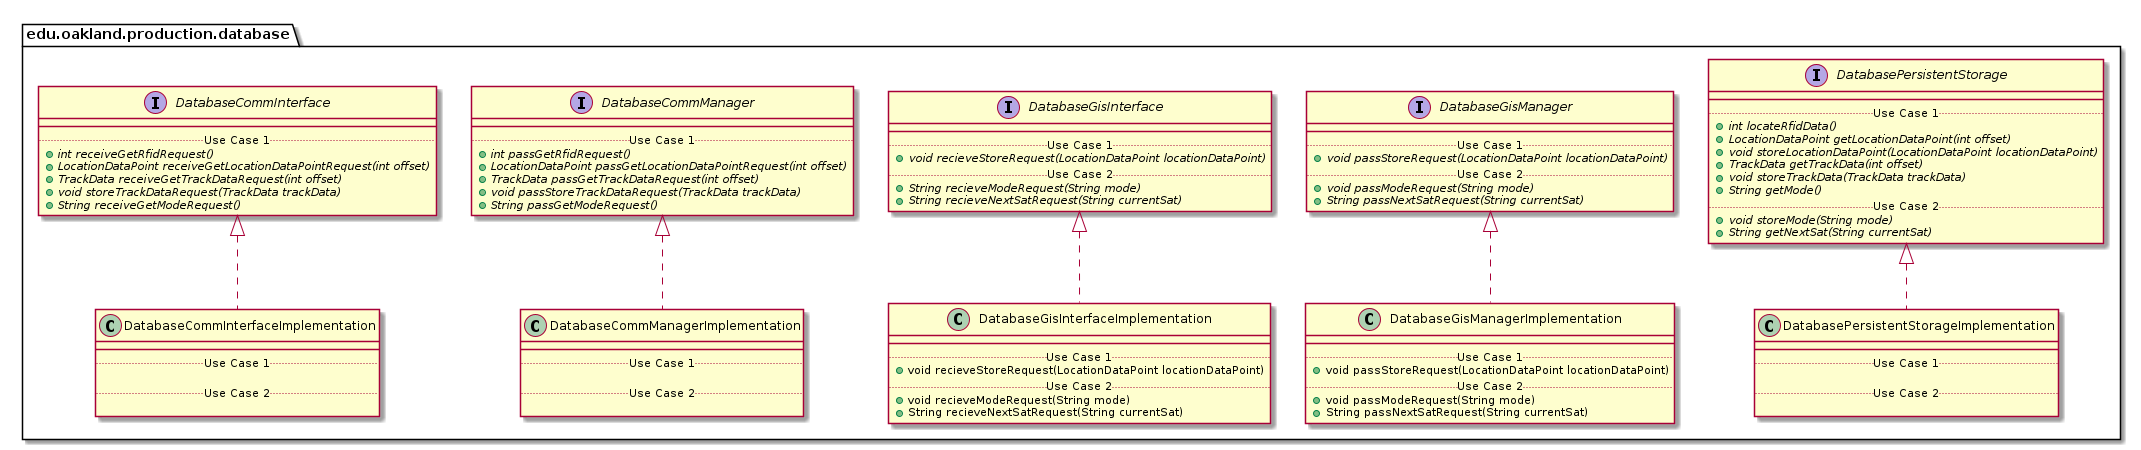 edu.oakland.production.database
I DatabaseCommInterface
Use Case 1
int receiveGetRfidRequest()
LocationDataPoint receiveGetLocationDataPointRequest(int offset)
TrackData receiveGetTrackDataRequest(int offset)
void storeTrackDataRequest(TrackData trackData)
String receiveGetModeRequest()
I DatabaseCommManager
Use Case 1
int passGetRfidRequest()
LocationDataPoint passGetLocationDataPointRequest(int offset)
TrackData passGetTrackDataRequest(int offset)
void passStoreTrackDataRequest(TrackData trackData)
String passGetModeRequest()
I DatabaseGisInterface
Use Case 1
void recieveStoreRequest(LocationDataPoint locationDataPoint)
Use Case 2
String recieveModeRequest(String mode)
String recieveNextSatRequest(String currentSat)
I DatabaseGisManager
Use Case 1
void passStoreRequest(LocationDataPoint locationDataPoint)
Use Case 2
void passModeRequest(String mode)
String passNextSatRequest(String currentSat)
I DatabasePersistentStorage
Use Case 1
int locateRfidData()
LocationDataPoint getLocationDataPoint(int offset)
void storeLocationDataPoint(LocationDataPoint locationDataPoint)
TrackData getTrackData(int offset)
void storeTrackData(TrackData trackData)
String getMode()
Use Case 2
void storeMode(String mode)
String getNextSat(String currentSat)
C DatabaseCommInterfaceImplementation
Use Case 1
Use Case 2
C DatabaseCommManagerImplementation
Use Case 1
Use Case 2
C DatabaseGisInterfaceImplementation
Use Case 1
void recieveStoreRequest(LocationDataPoint locationDataPoint)
Use Case 2
void recieveModeRequest(String mode)
String recieveNextSatRequest(String currentSat)
C DatabaseGisManagerImplementation
Use Case 1
void passStoreRequest(LocationDataPoint locationDataPoint)
Use Case 2
void passModeRequest(String mode)
String passNextSatRequest(String currentSat)
C DatabasePersistentStorageImplementation
Use Case 1
Use Case 2